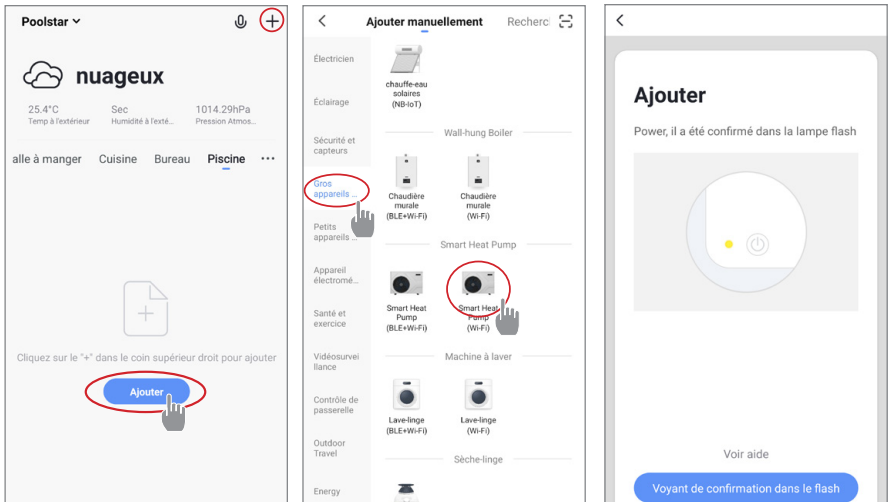 Poolstar
nuageux
25.4°C
Sec
1014.29hPa
Temp à l'extérieur
Humidité à l'exté...
Pression Atmos...
alle à manger
Cuisine
Bureau
Piscine
Cliquez sur le "+" dans le coin supérieur droit pour ajouter
Ajouter
Ajouter manuellement
Recherc
Électricien
Éclairage
Sécurité et
capteurs
Gros
appareils ...
Petits
appareils ...
Appareil
électromé...
Santé et
exercice
Vidéosurvei
llance
Contrôle de
passerelle
Outdoor
Travel
Energy
chauffe-eau
solaires
(NB-IoT)
Wall-hung Boiler
Chaudière
murale
(BLE+Wi-Fi)
Chaudière
murale
(Wi-Fi)
Smart Heat Pump
Smart Heat
Pump
(BLE+Wi-Fi)
Smart Heat
Pump
(Wi-Fi)
Machine à laver
Lave-linge
(BLE+Wi-Fi)
Lave-linge
(Wi-Fi)
Sèche-linge
Ajouter
Power, il a été confirmé dans la lampe flash
Voir aide
Voyant de confirmation dans le flash